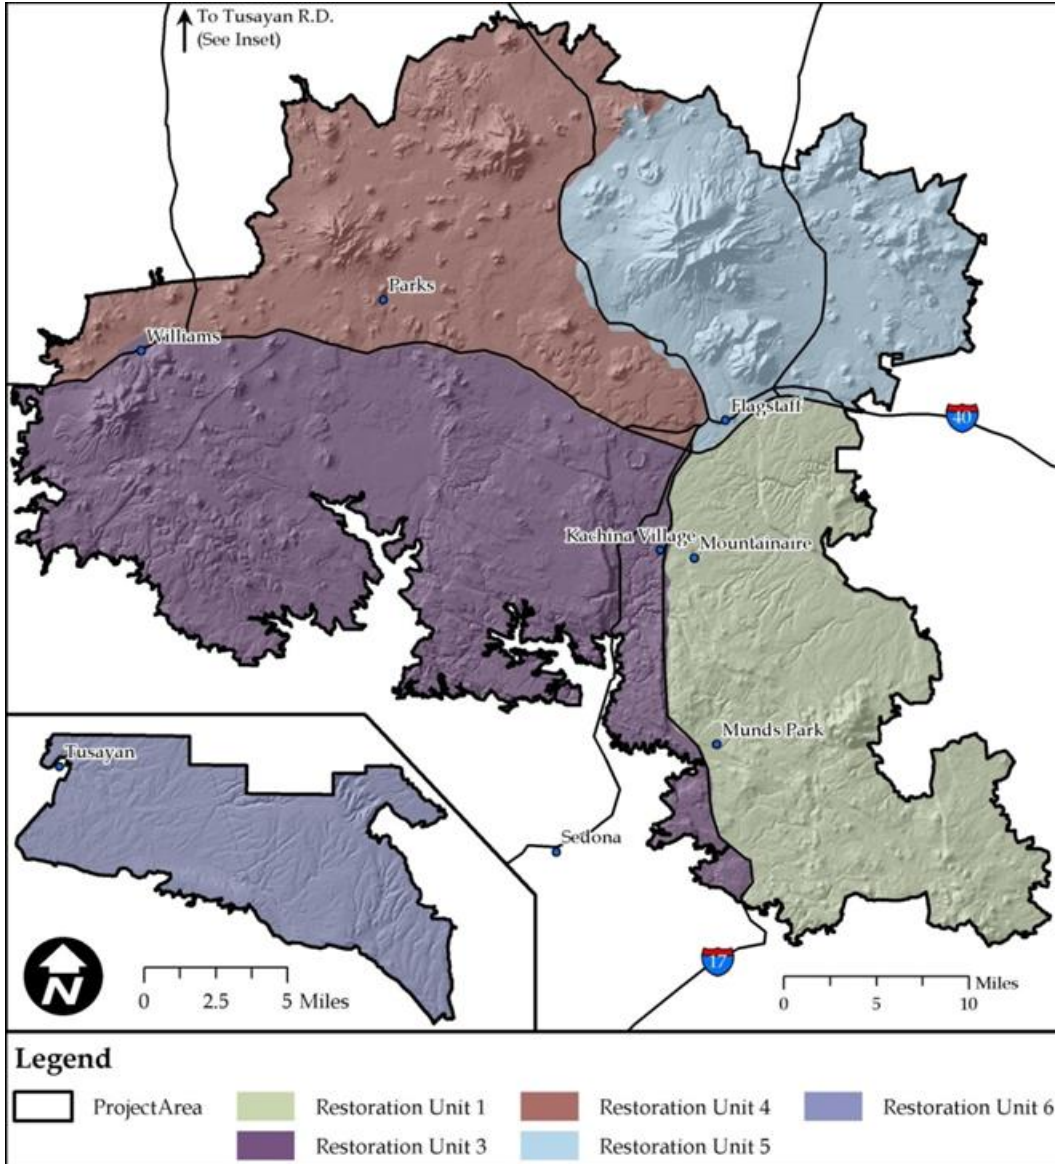 To Tusayan R.D.
(See Inset)
Parks
Williams
Flagstaff
40
Kachina Village
Mountainaire
Munds Park
Tusayan
Sedona
17
N
0 2.5 5 Miles
0 5 10 Miles
Legend
ProjectArea
Restoration Unit 1
Restoration Unit 4
Restoration Unit 6
Restoration Unit 3
Restoration Unit 5